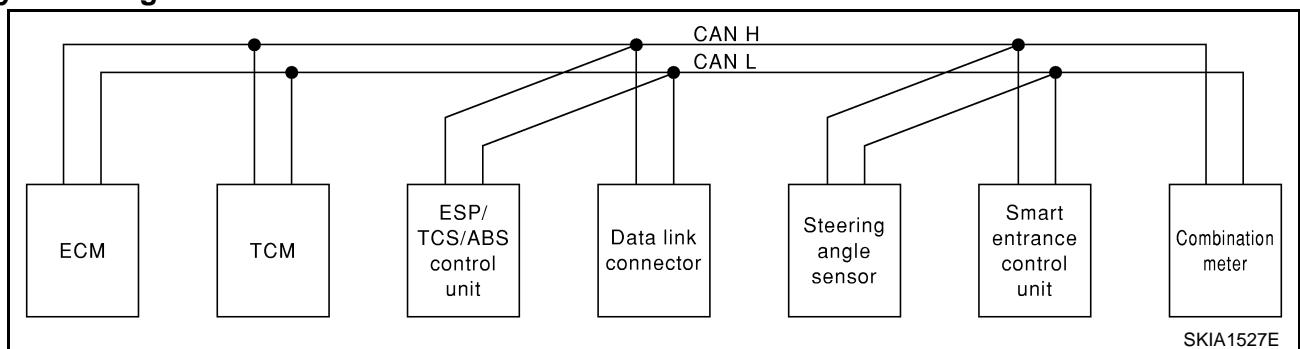 CAN H
CAN L
ECM
TCM
ESP/
TCS/ABS
control
unit
Data link
connector
Steering
angle
sensor
Smart
entrance
control
unit
Combination
meter
SKIA1527E